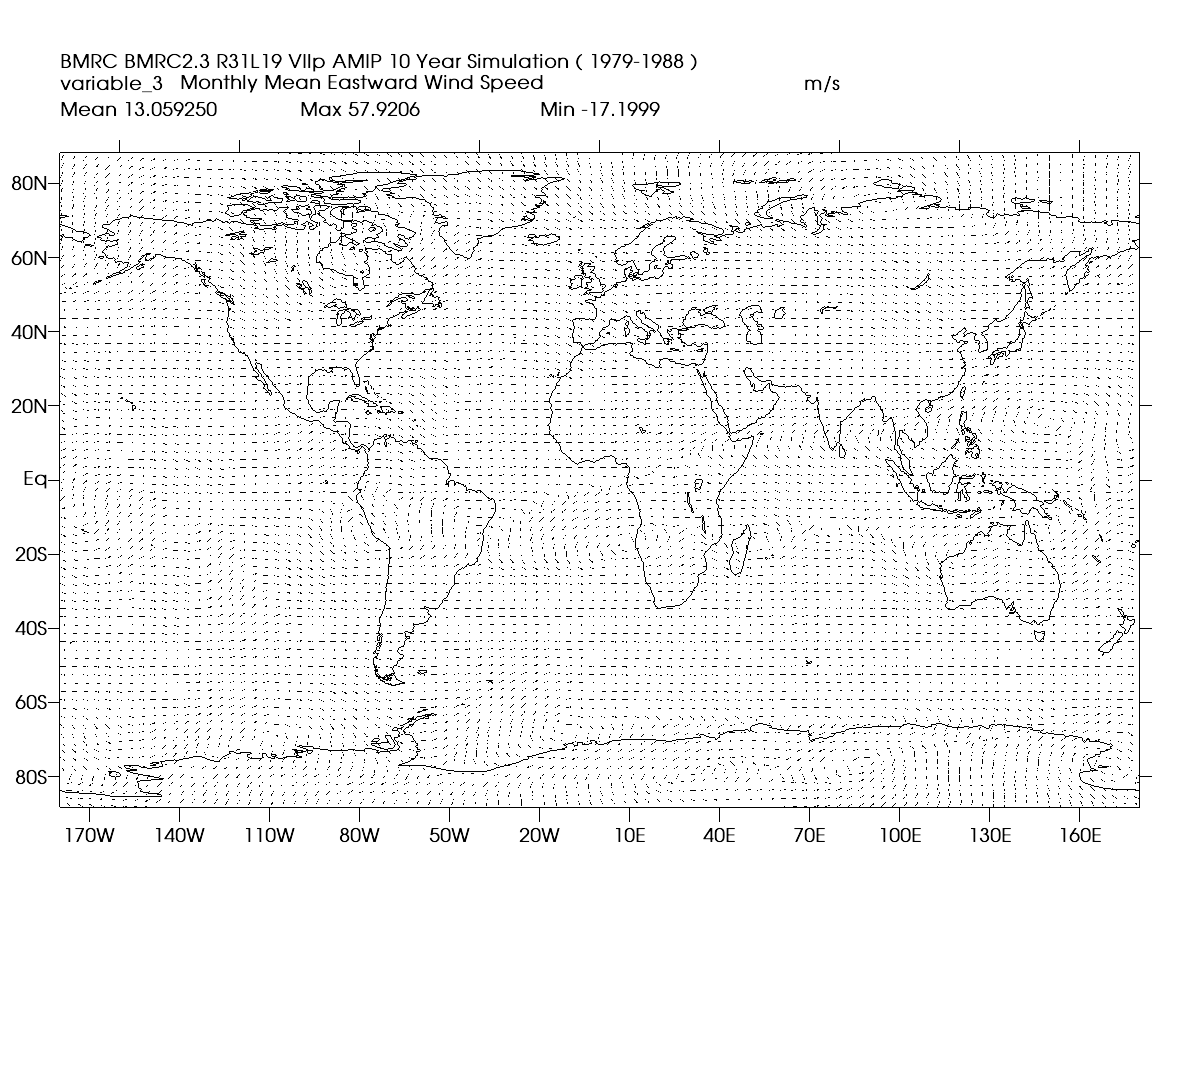 BMRC BMRC2.3 R31L19 VIIp AMIP 10 Year Simulation ( 1979-1988 )
variable_3 Monthly Mean Eastward Wind Speed m/s
Mean 13.059250 Max 57.9206 Min -17.1999
80N
60N
40N
20N
Eq
20S
40S
60S
80S
170W 140W 110W 80W 50W 20W 10E 40E 70E 100E 130E 160E